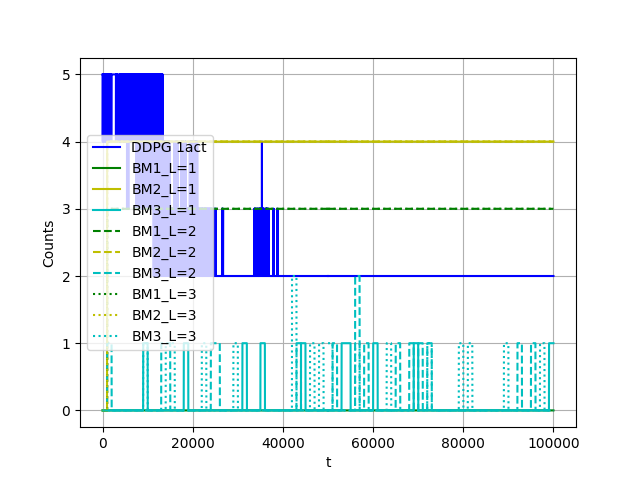 5
4
3
2
1
0
Counts
DDPG 1act
BM1_L=1
BM2_L=1
BM3_L=1
BM1_L=2
BM2_L=2
BM3_L=2
BM1_L=3
BM2_L=3
BM3_L=3
0 20000 40000 60000 80000 100000
t